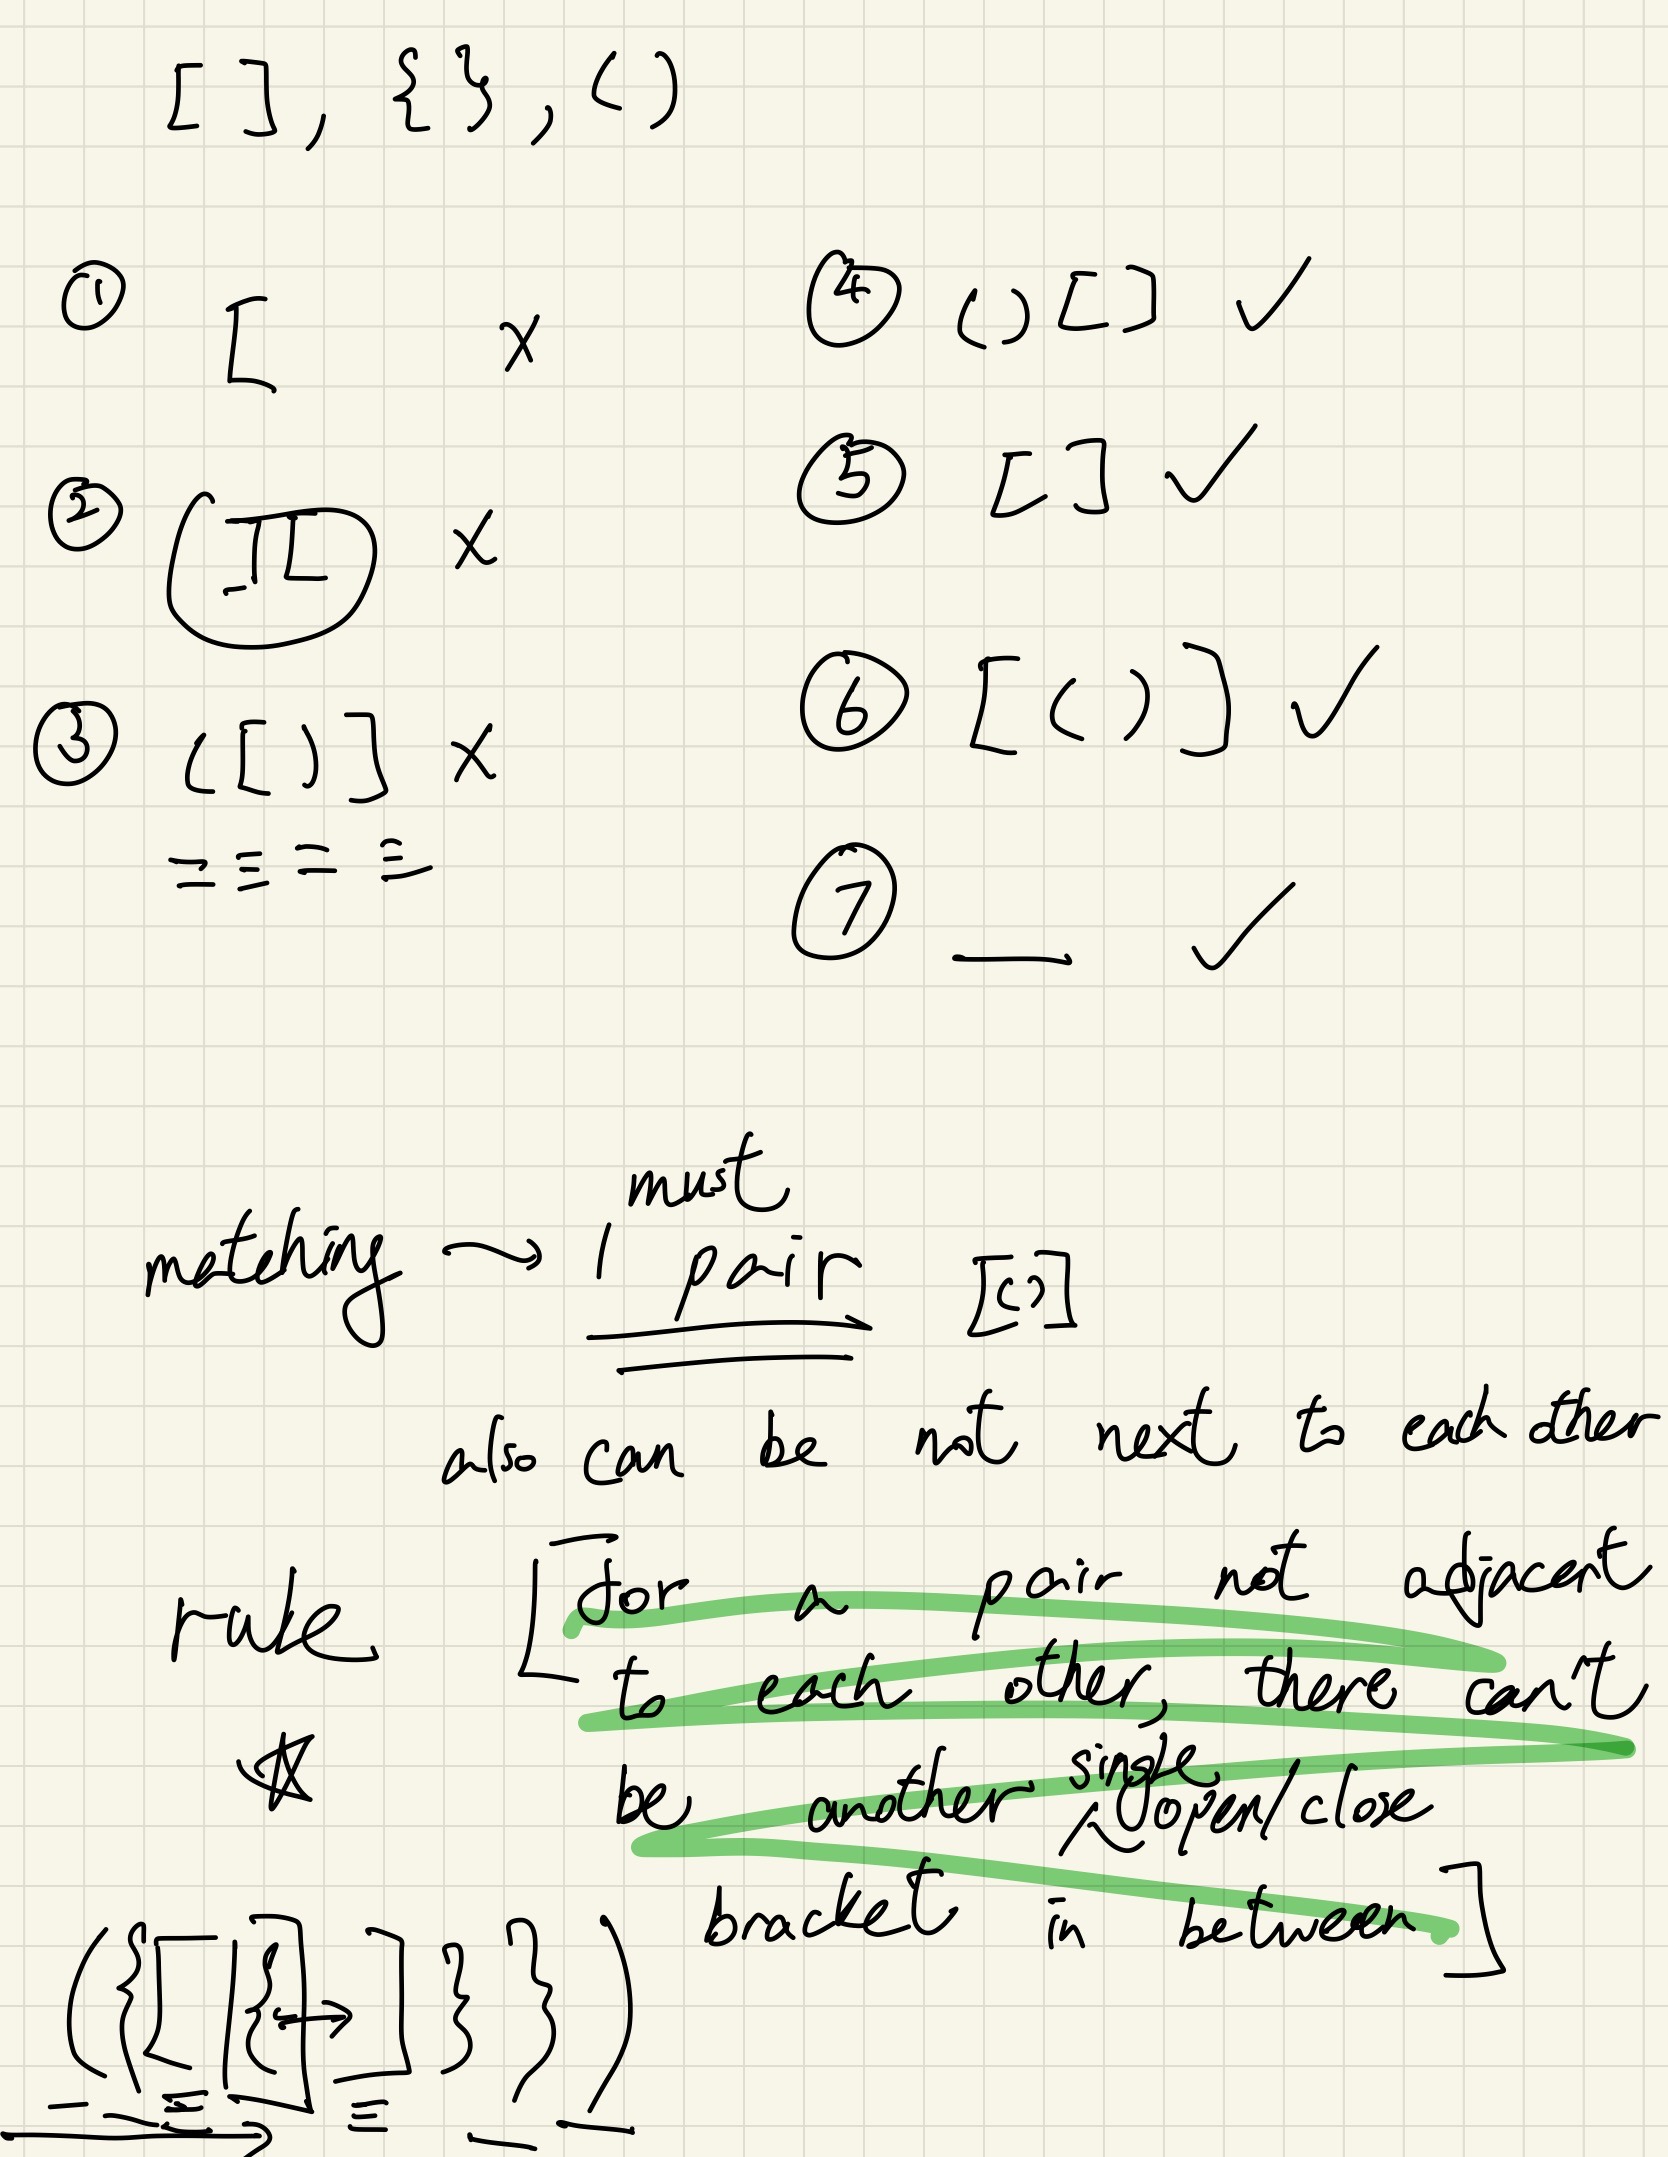 [ ], { }, ( )
① [ x
② ] [ x
③ ( [ ) ] x
④ ( ) [ ] ✓
⑤ [ ] ✓
⑥ [ ( ) ] ✓
⑦ __ ✓
must
matching → 1 pair [()]
also can be not next to each other
rule [for a pair not adjacent
to each other, there can't
be another single open/close
bracket in between]
( { [ { ] } } )